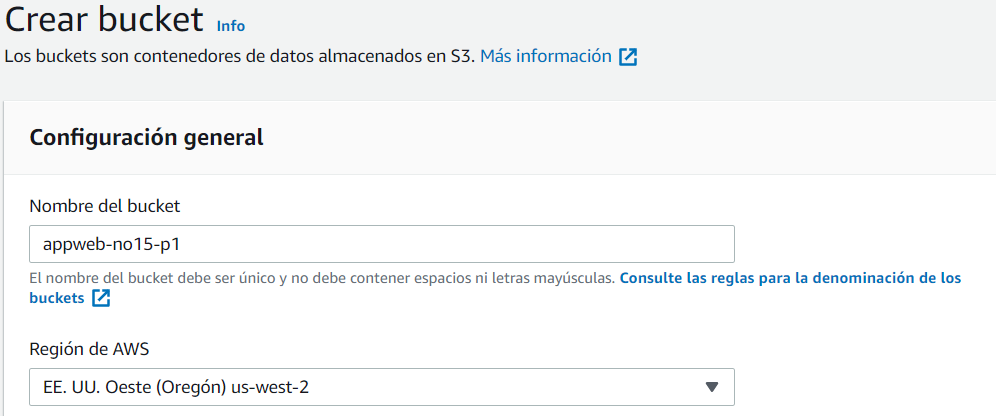 Crear bucket Info
Los buckets son contenedores de datos almacenados en S3. Más información
Configuración general
Nombre del bucket
appweb-no15-p1
El nombre del bucket debe ser único y no debe contener espacios ni letras mayúsculas. Consulte las reglas para la denominación de los
buckets
Región de AWS
EE. UU. Oeste (Oregón) us-west-2